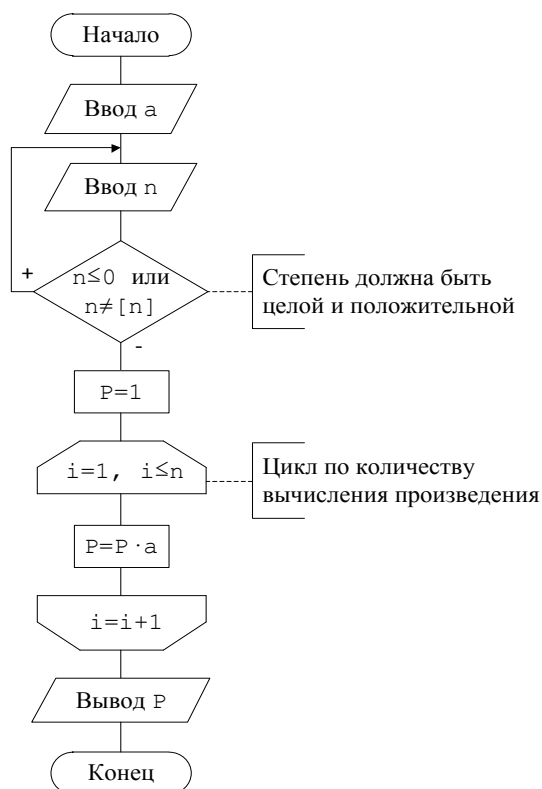 Начало
Ввод a
Ввод n
+
n≤0 или
n≠[n]
Степень должна быть
целой и положительной
-
P=1
i=1, i≤n
Цикл по количеству
вычисления произведения
P=P·a
i=i+1
Вывод P
Конец